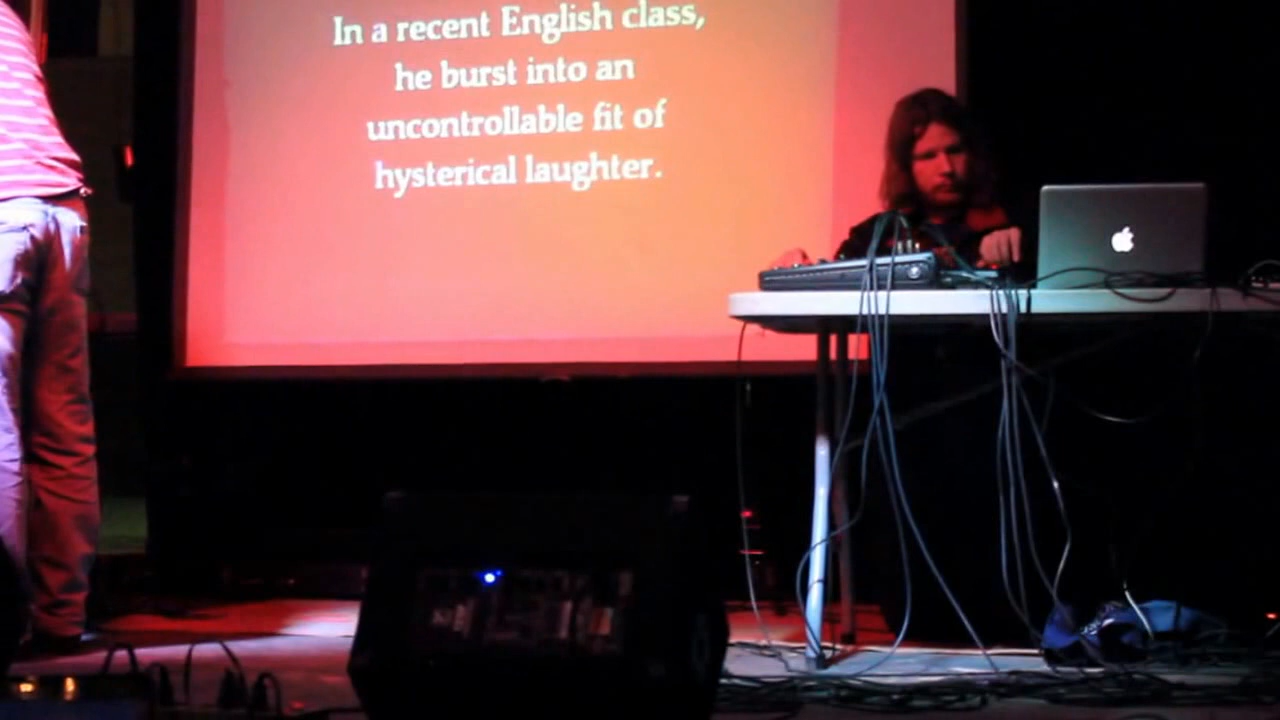 In a recent English class,
he burst into an
uncontrollable fit of
hysterical laughter.